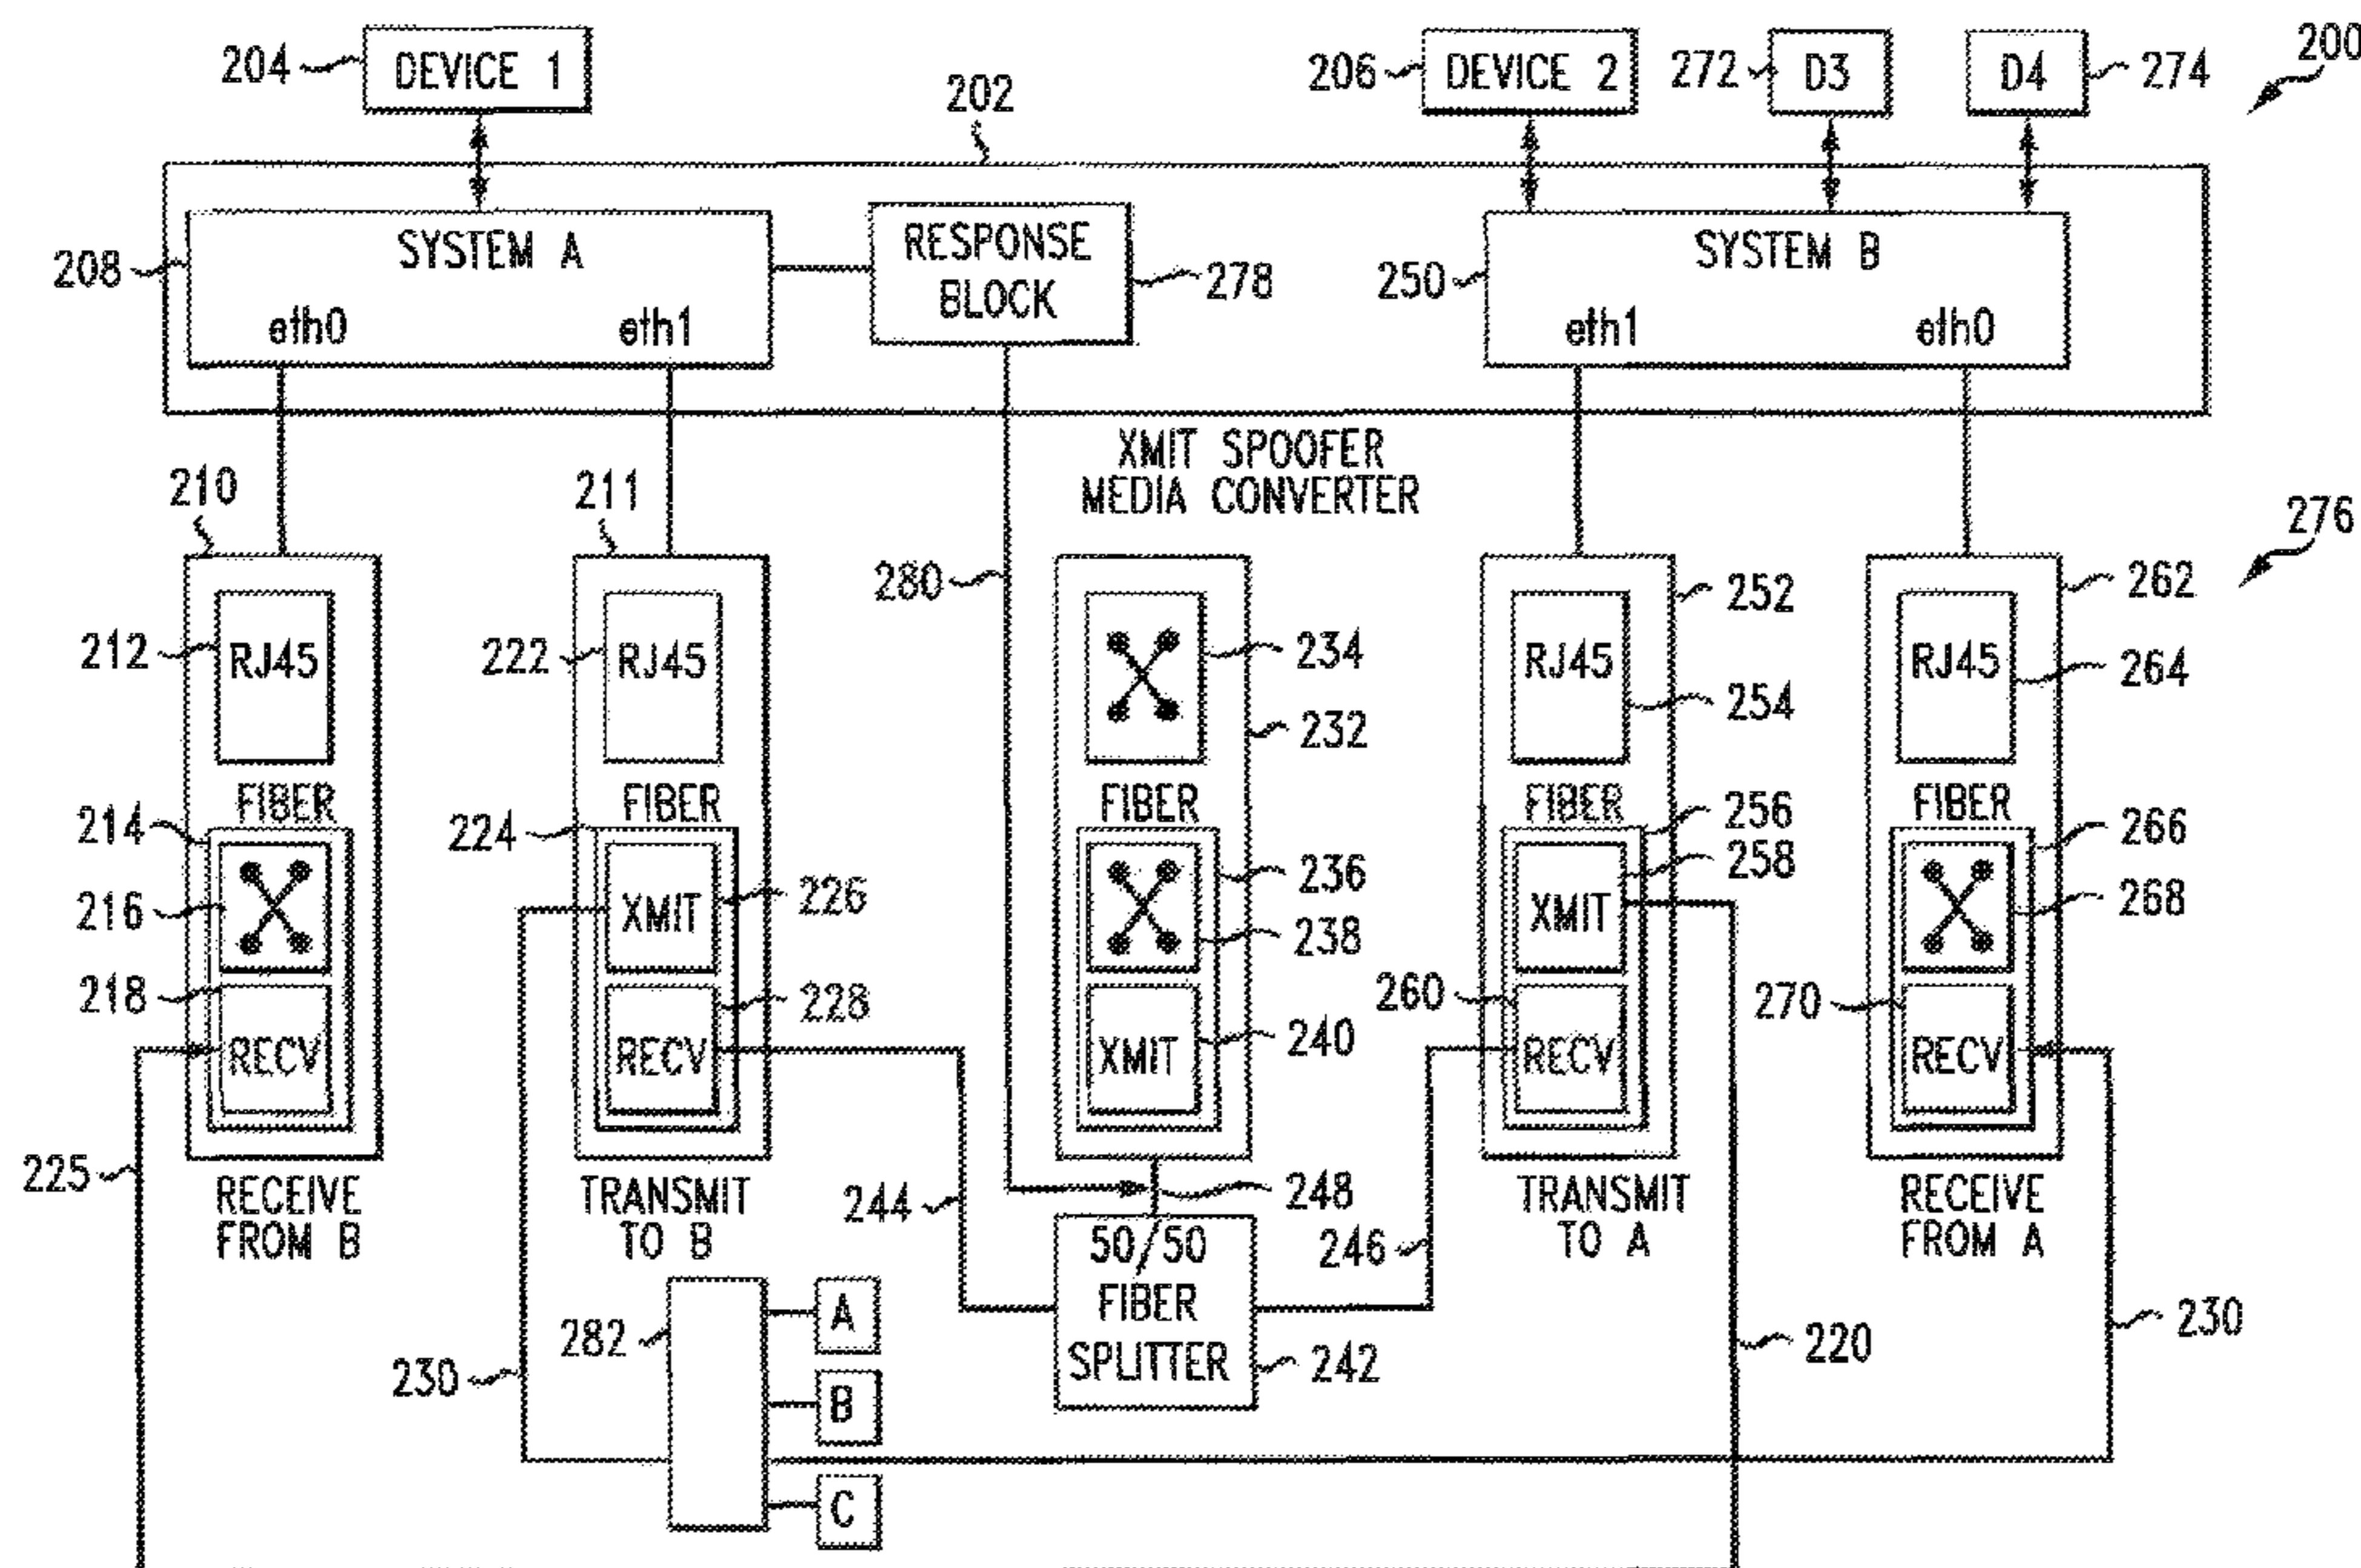 204 DEVICE 1
202
206 DEVICE 2
272 D3
D4 274
200
208 SYSTEM A
eth0 eth1
RESPONSE
BLOCK
278
250 SYSTEM B
eth1 eth0
XMIT SPOOFER
MEDIA CONVERTER
276
210
212 RJ45
FIBER
214
216
218
RECV
225
RECEIVE
FROM B
211
222 RJ45
FIBER
224
XMIT 226
228
RECV
TRANSMIT
TO B
230
280
234
232
FIBER
236
238
XMIT 240
248
244
50/50
FIBER
SPLITTER
242
246
252
RJ45
254
FIBER
256
258
XMIT
260
RECV
TRANSMIT
TO A
220
262
RJ45
264
FIBER
266
268
270
RECV
RECEIVE
FROM A
230
282
A
B
C